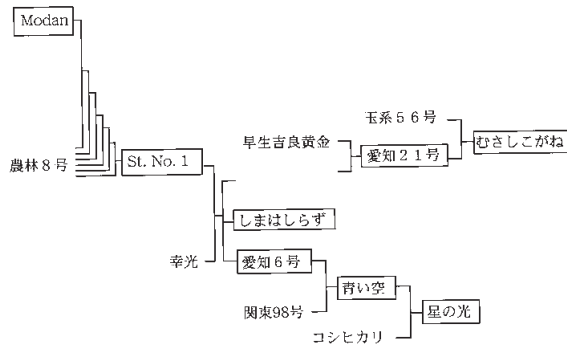 Modan
玉系５６号
早生吉良黄金
むさしこがね
愛知２１号
農林８号
St. No. 1
しまはしらず
幸光
愛知６号
青い空
関東98号
星の光
コシヒカリ